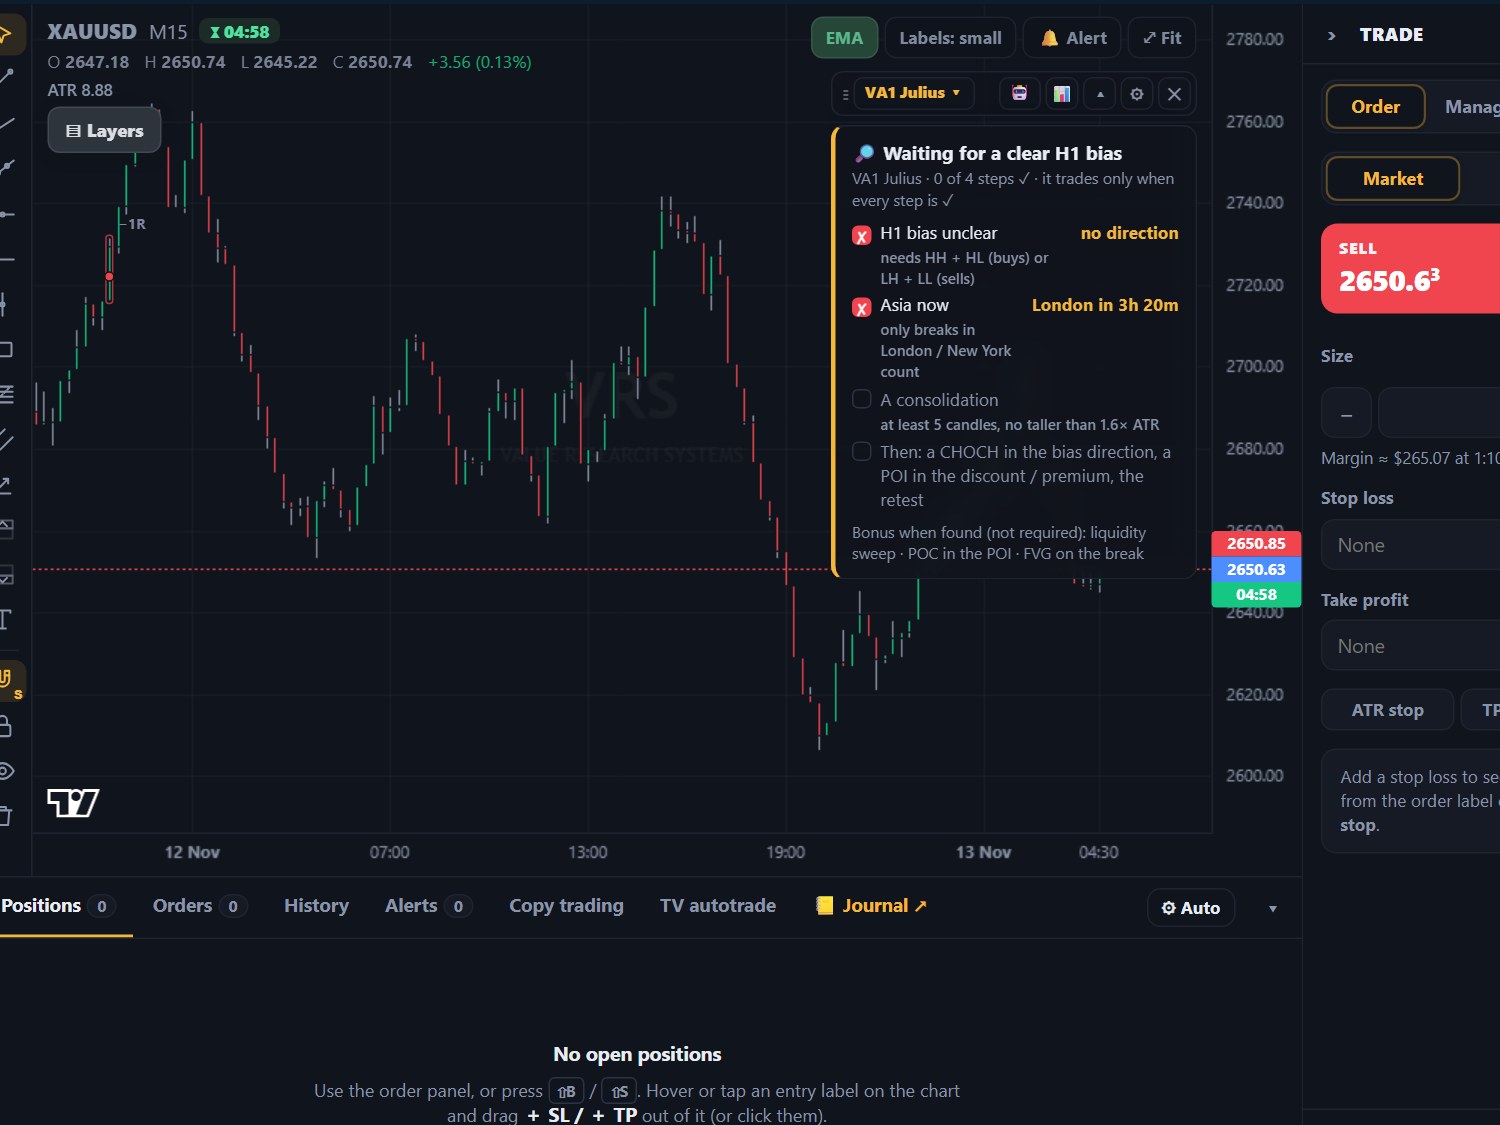 XAUUSD M15 04:58
O 2647.18 H 2650.74 L 2645.22 C 2650.74 +3.56 (0.13%)
ATR 8.88
Layers
EMA
Labels: small
Alert
Fit
VA1 Julius
Waiting for a clear H1 bias
VA1 Julius · 0 of 4 steps ✓ · it trades only when
every step is ✓
H1 bias unclear no direction
needs HH + HL (buys) or
LH + LL (sells)
Asia now London in 3h 20m
only breaks in
London / New York
count
A consolidation
at least 5 candles, no taller than 1.6× ATR
Then: a CHOCH in the bias direction, a
POI in the discount / premium, the
retest
Bonus when found (not required): liquidity
sweep · POC in the POI · FVG on the break
–1R
VRS
RESEARCH SYSTEMS
2780.00
2760.00
2740.00
2720.00
2700.00
2680.00
2660.00
2650.85
2650.63
04:58
2640.00
2620.00
2600.00
12 Nov 07:00 13:00 19:00 13 Nov 04:30
S
TRADE
Order
Manag
Market
SELL
2650.6³
Size
–
Margin ≈ $265.07 at 1:10
Stop loss
None
Take profit
None
ATR stop
TP
Add a stop loss to se
from the order label
stop.
Positions 0
Orders 0
History
Alerts 0
Copy trading
TV autotrade
Journal ↗
Auto
No open positions
Use the order panel, or press ⇧B / ⇧S. Hover or tap an entry label on the chart
and drag + SL / + TP out of it (or click them).